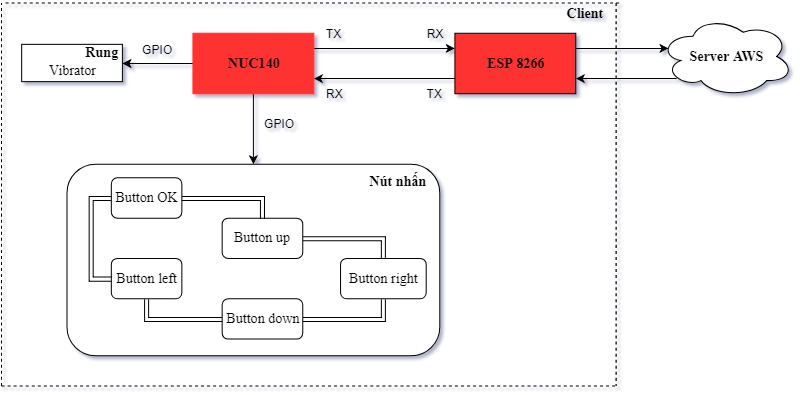 Client
TX
RX
Rung
Vibrator
GPIO
NUC140
ESP 8266
Server AWS
RX
TX
GPIO
Nút nhấn
Button OK
Button up
Button left
Button right
Button down